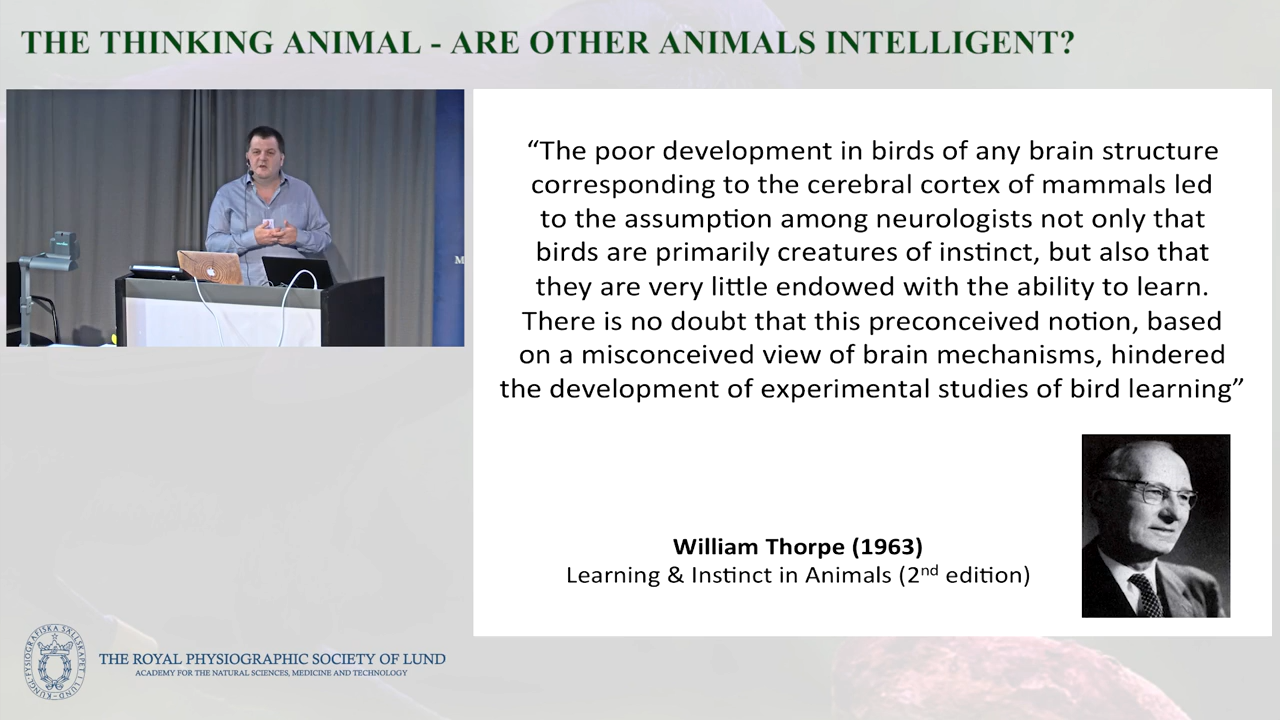 THE THINKING ANIMAL - ARE OTHER ANIMALS INTELLIGENT?
“The poor development in birds of any brain structure
corresponding to the cerebral cortex of mammals led
to the assumption among neurologists not only that
birds are primarily creatures of instinct, but also that
they are very little endowed with the ability to learn.
There is no doubt that this preconceived notion, based
on a misconceived view of brain mechanisms, hindered
the development of experimental studies of bird learning”
William Thorpe (1963)
Learning & Instinct in Animals (2nd edition)
M
THE ROYAL PHYSIOGRAPHIC SOCIETY OF LUND
ACADEMY FOR THE NATURAL SCIENCES, MEDICINE AND TECHNOLOGY